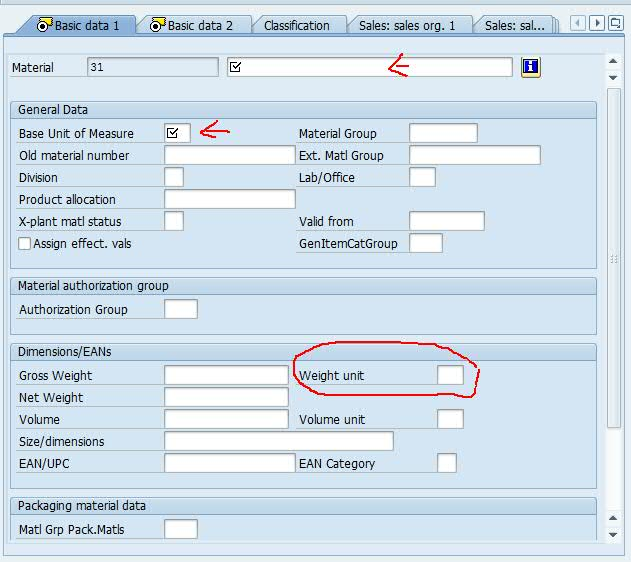 Basic data 1 Basic data 2 Classification Sales: sales org. 1 Sales: sal...
Material 31
General Data
Base Unit of Measure Material Group
Old material number Ext. Matl Group
Division Lab/Office
Product allocation
X-plant matl status Valid from
Assign effect. vals GenItemCatGroup
Material authorization group
Authorization Group
Dimensions/EANs
Gross Weight Weight unit
Net Weight
Volume Volume unit
Size/dimensions
EAN/UPC EAN Category
Packaging material data
Matl Grp Pack.Matls